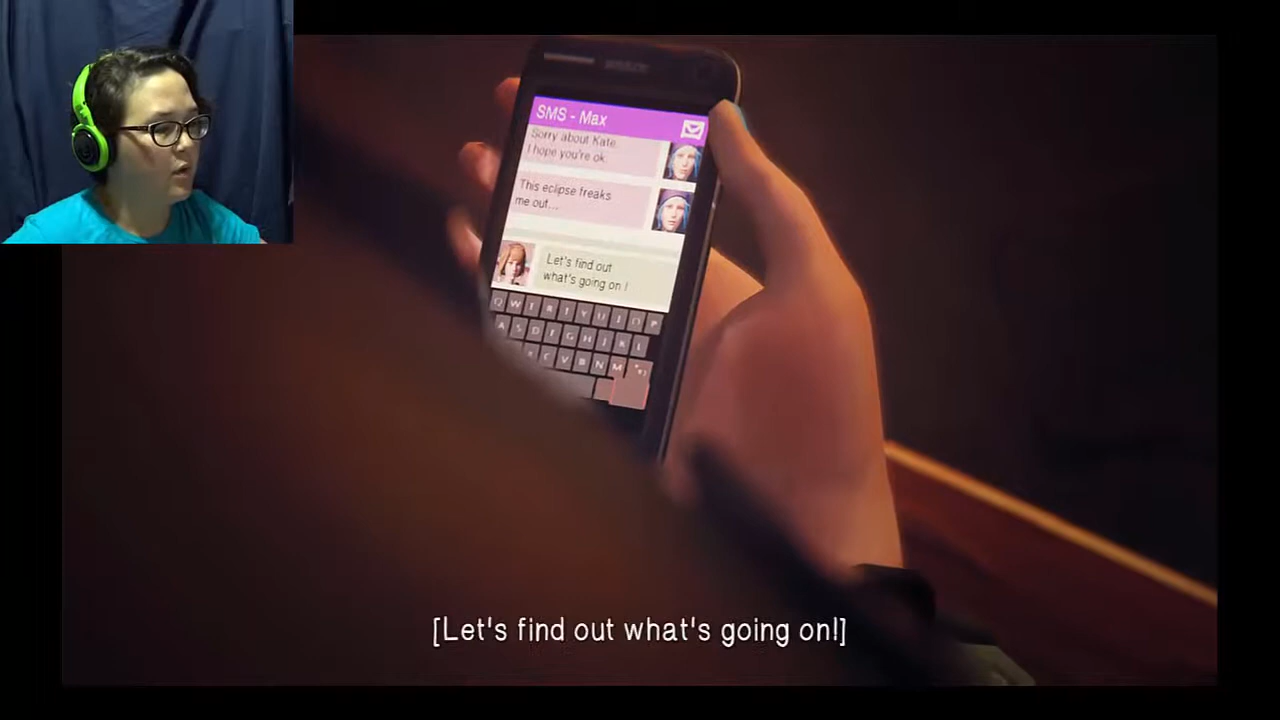 SMS - Max
Sorry about Kate.
I hope you're ok.
This eclipse freaks
me out...
Let's find out
what's going on !
[Let's find out what's going on!]